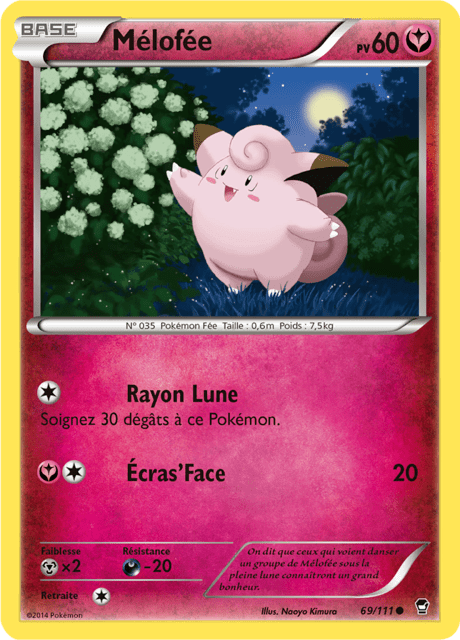 BASE
Mélofée
PV60
N° 035 Pokémon Fée Taille : 0,6m Poids : 7,5kg
Rayon Lune
Soignez 30 dégâts à ce Pokémon.
Écras'Face 20
Faiblesse Résistance
×2 -20
Retraite
On dit que ceux qui voient danser
un groupe de Mélofée sous la
pleine lune connaîtront un grand
bonheur.
©2014 Pokémon Illus. Naoyo Kimura 69/111